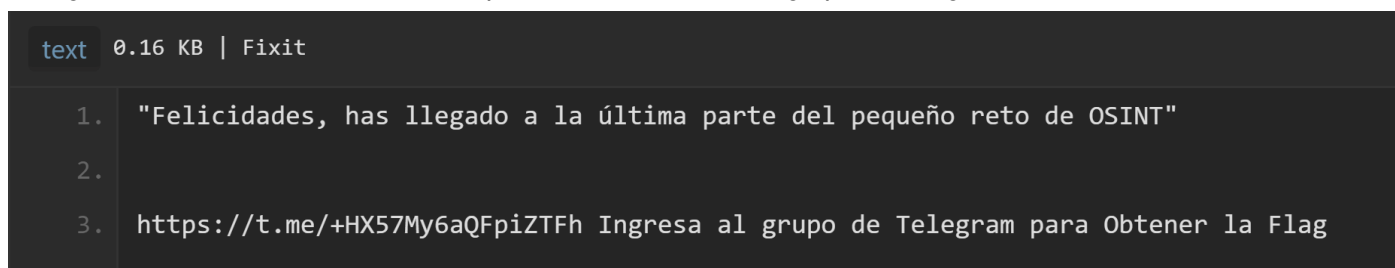 text 0.16 KB | Fixit
1. "Felicidades, has llegado a la última parte del pequeño reto de OSINT"
2.
3. https://t.me/+HX57My6aQFpiZTFh Ingresa al grupo de Telegram para Obtener la Flag